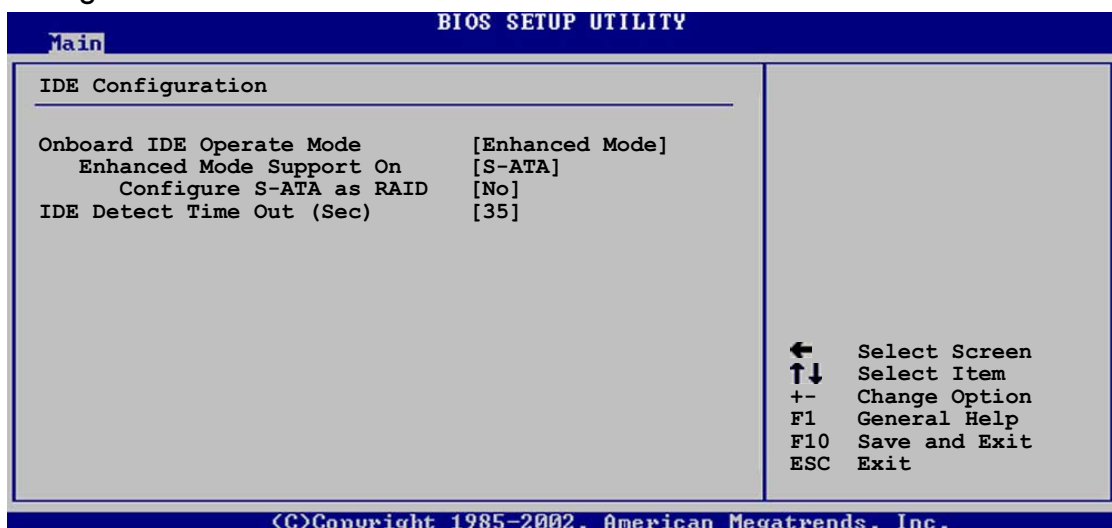 BIOS SETUP UTILITY
Main
IDE Configuration
Onboard IDE Operate Mode [Enhanced Mode]
Enhanced Mode Support On [S-ATA]
Configure S-ATA as RAID [No]
IDE Detect Time Out (Sec) [35]
← Select Screen
↑↓ Select Item
+- Change Option
F1 General Help
F10 Save and Exit
ESC Exit
(C)Copyright 1985-2002, American Megatrends, Inc.